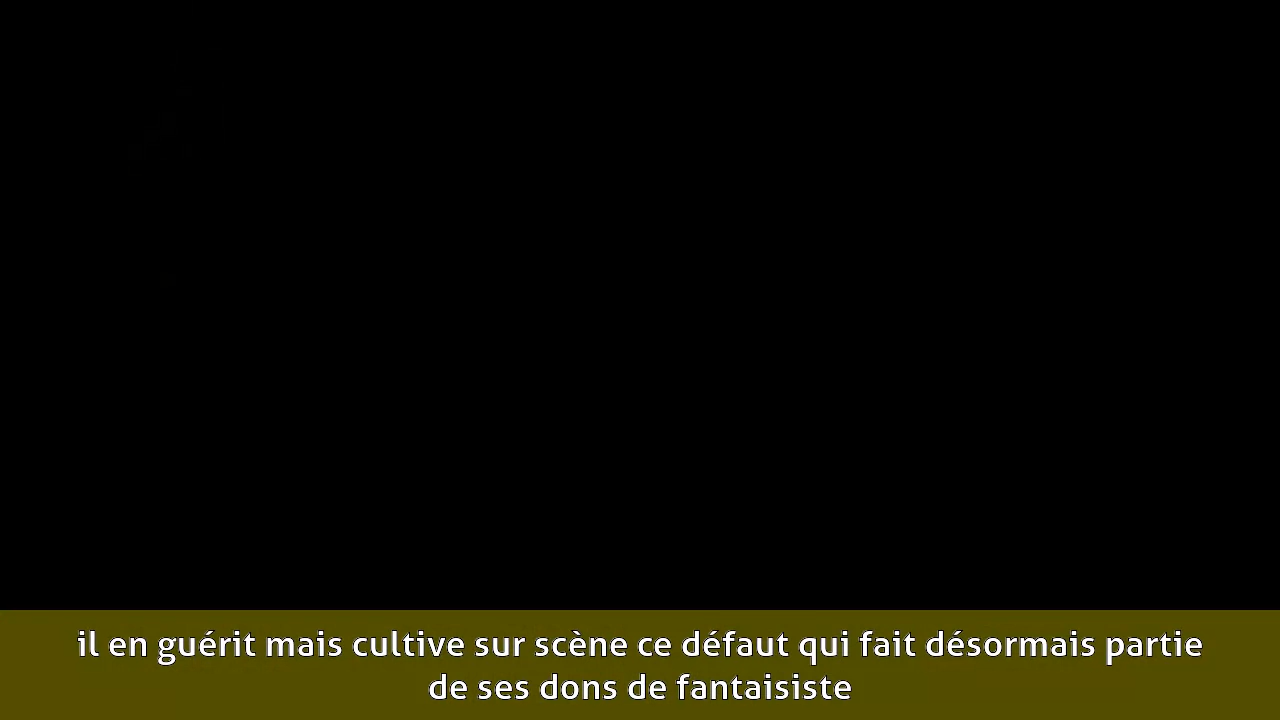 il en guérit mais cultive sur scène ce défaut qui fait désormais partie
de ses dons de fantaisiste